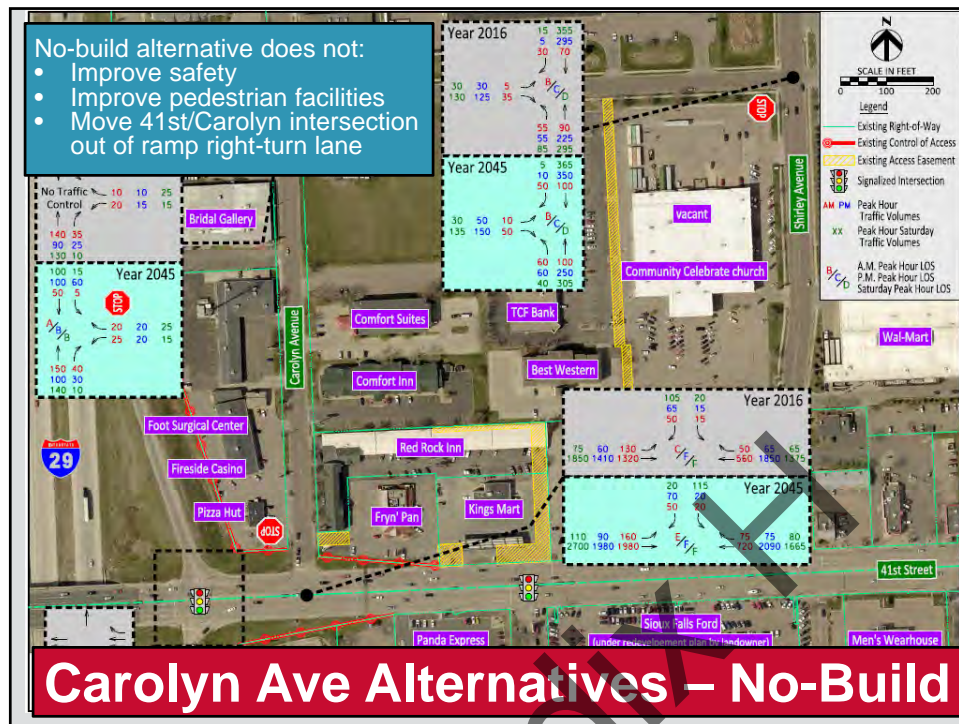 No-build alternative does not:
• Improve safety
• Improve pedestrian facilities
• Move 41st/Carolyn intersection
out of ramp right-turn lane
15 355
5 295
30 70
30 30 5
130 125 35
B/C/D
55 90
55 225
85 295
Year 2016
Year 2045
5 365
10 350
50 100
30 50 10
135 150 50
B/C/D
60 100
60 250
40 305
N
SCALE IN FEET
0 100 200
Legend
Existing Right-of-Way
Existing Control of Access
Existing Access Easement
Signalized Intersection
AM PM Peak Hour
Traffic Volumes
XX Peak Hour Saturday
Traffic Volumes
B/C/D A.M. Peak Hour LOS
P.M. Peak Hour LOS
Saturday Peak Hour LOS
STOP
Shirley Avenue
No Traffic
Control
10 10 25
20 15 15
140 35
90 25
130 10
Year 2045
100 15
100 60
50 5
STOP
A/B/B
20 20 25
25 20 15
150 40
100 30
140 10
Bridal Gallery
vacant
Community Celebrate church
Carolyn Avenue
Comfort Suites
TCF Bank
Wal-Mart
Comfort Inn
Best Western
Foot Surgical Center
Red Rock Inn
INTERSTATE
29
Fireside Casino
Pizza Hut
STOP
Fryn' Pan
Kings Mart
Year 2016
105 20
65 15
50 15
75 60 130
1850 1410 1320
C/F/F
50 65 65
560 1850 1375
Year 2045
20 115
70 20
50 20
110 90 160
2700 1980 1980
E/F/F
75 75 80
720 2090 1665
41st Street
Panda Express
Sioux Falls Ford
(under redevelopement plan by landowner)
Men's Wearhouse
Carolyn Ave Alternatives – No-Build